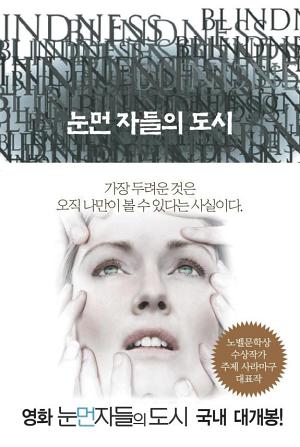 BLINDNESS
눈먼 자들의 도시
가장 두려운 것은
오직 나만이 볼 수 있다는 사실이다.
노벨문학상
수상작가
주제 사라마구
대표작
영화 눈먼자들의 도시 국내 대개봉!